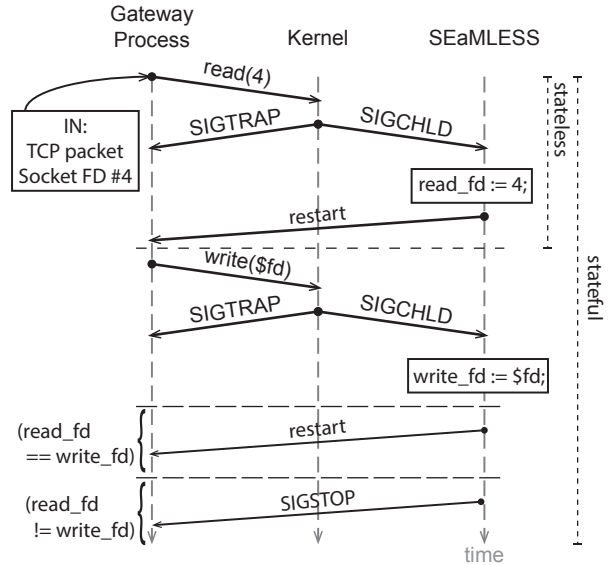 Gateway
Process
Kernel
SEaMLESS
read(4)
IN:
TCP packet
Socket FD #4
SIGTRAP
SIGCHLD
stateless
read_fd := 4;
restart
write($fd)
stateful
SIGTRAP
SIGCHLD
write_fd := $fd;
(read_fd
== write_fd)
restart
(read_fd
!= write_fd)
SIGSTOP
time